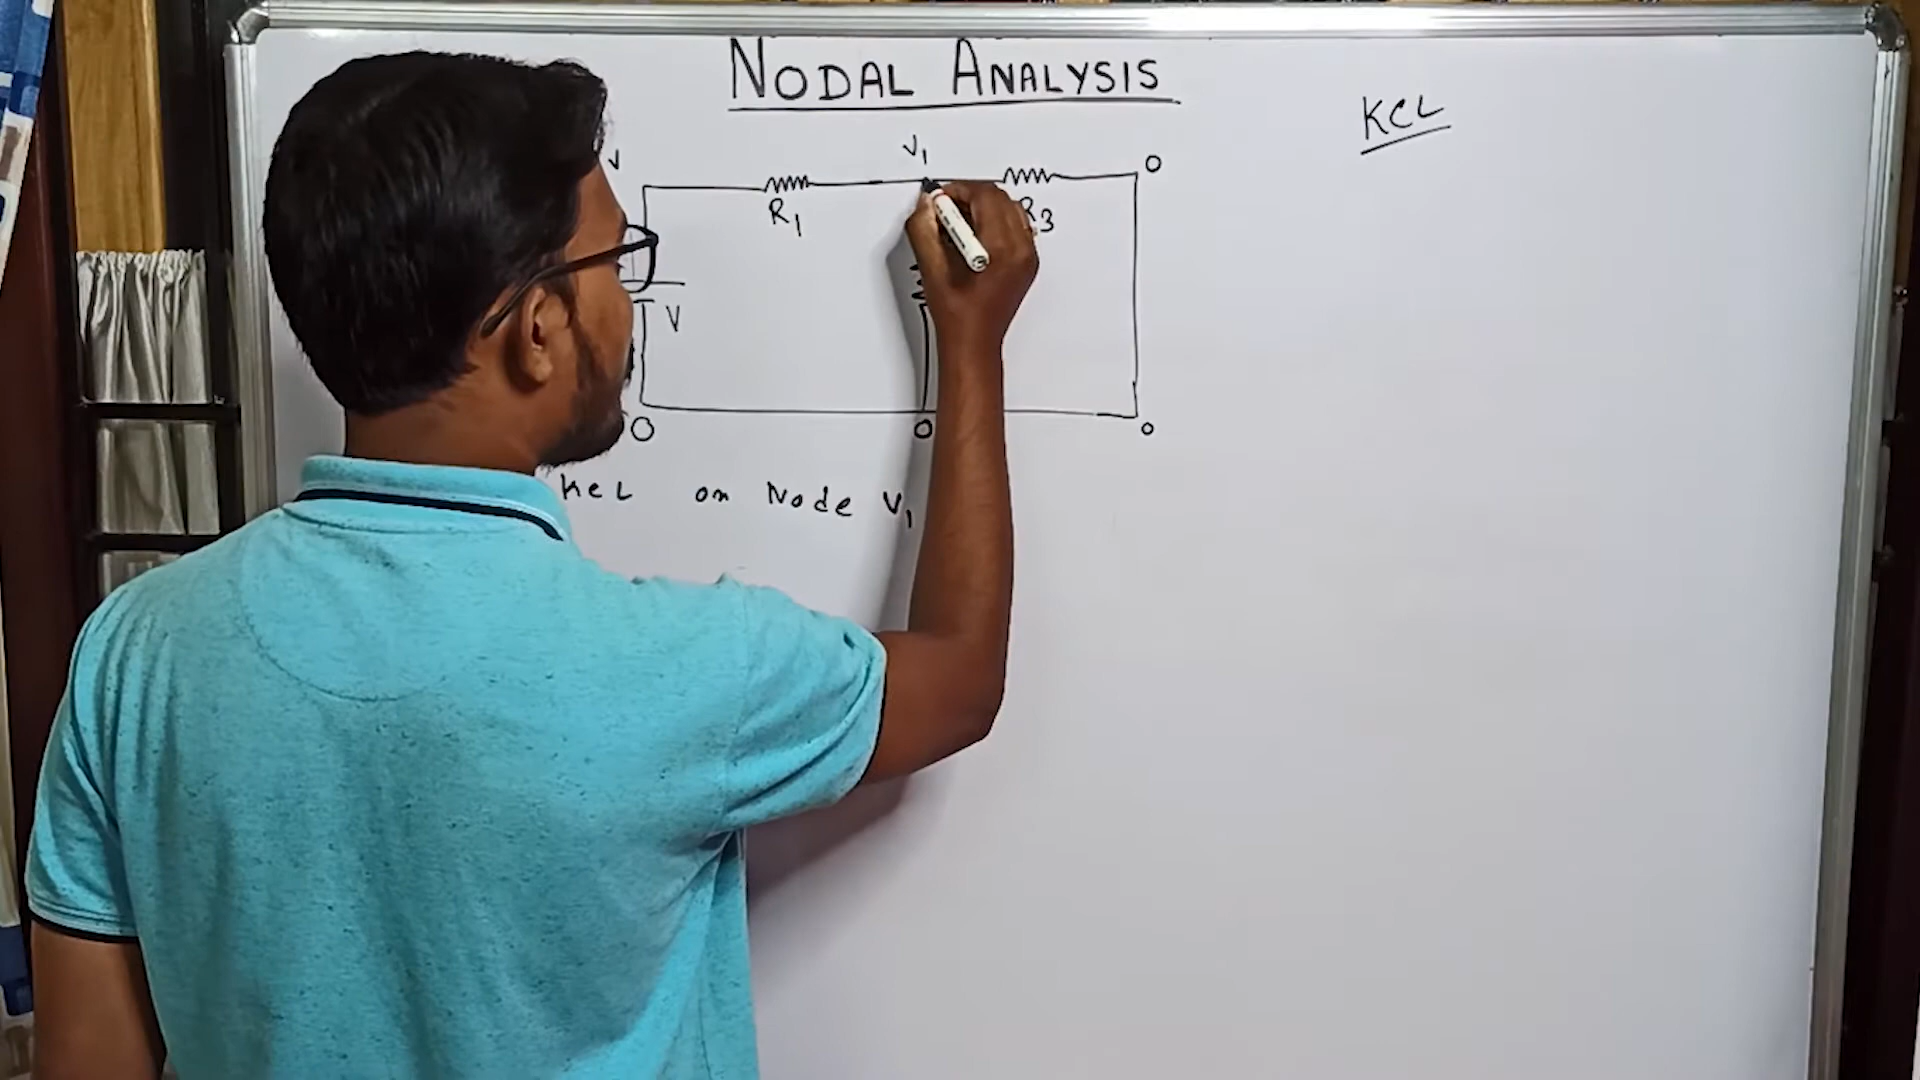 NODAL ANALYSIS
KCL
V
V1
O
R1
R3
V
O
O
o
KCL on Node V1